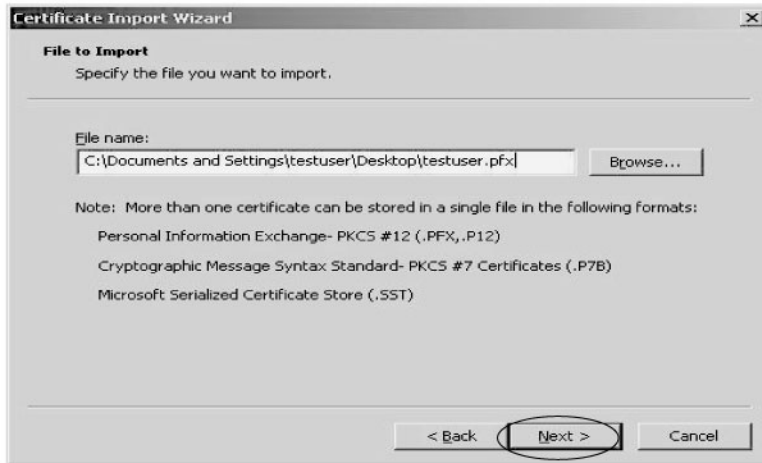 Certificate Import Wizard
File to Import
Specify the file you want to import.
File name:
C:\Documents and Settings\testuser\Desktop\testuser.pfx
Browse...
Note: More than one certificate can be stored in a single file in the following formats:
Personal Information Exchange- PKCS #12 (.PFX,.P12)
Cryptographic Message Syntax Standard- PKCS #7 Certificates (.P7B)
Microsoft Serialized Certificate Store (.SST)
< Back
Next >
Cancel